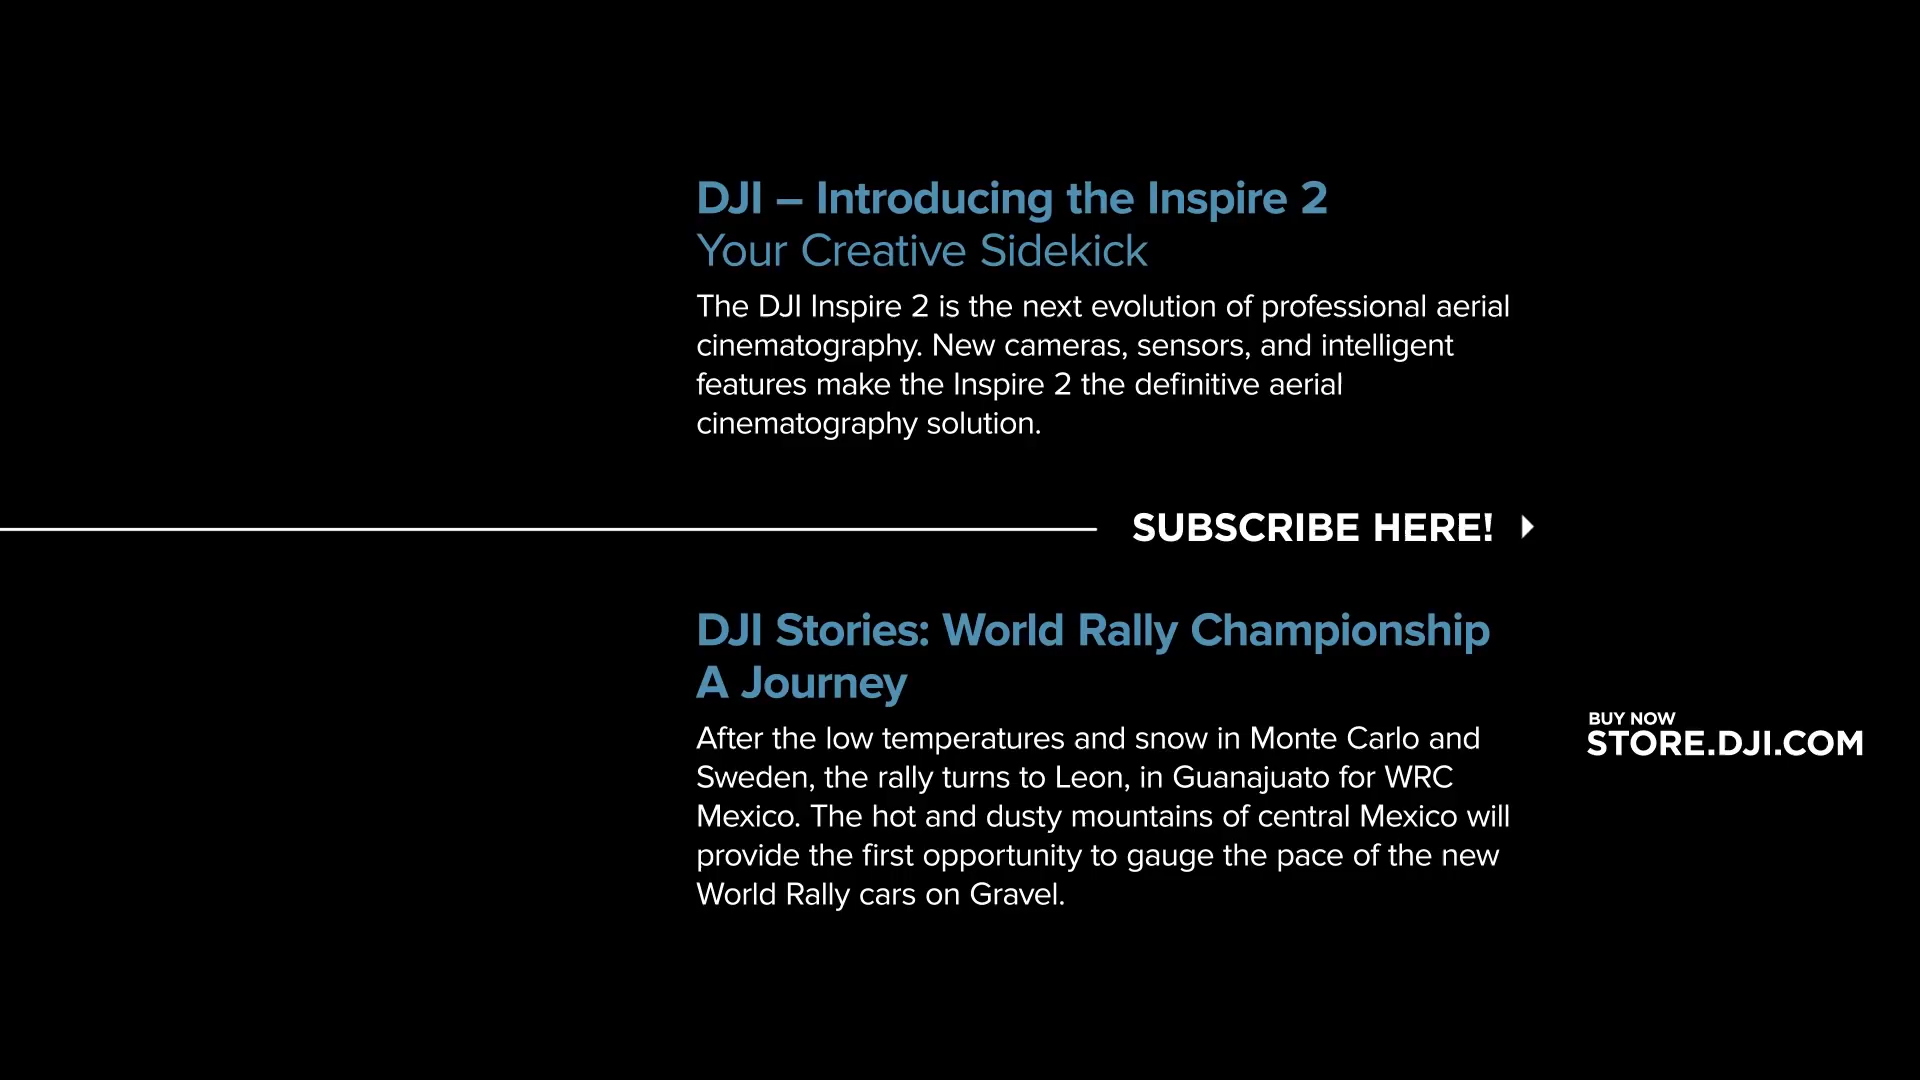 DJI – Introducing the Inspire 2
Your Creative Sidekick
The DJI Inspire 2 is the next evolution of professional aerial
cinematography. New cameras, sensors, and intelligent
features make the Inspire 2 the definitive aerial
cinematography solution.
SUBSCRIBE HERE!
DJI Stories: World Rally Championship
A Journey
After the low temperatures and snow in Monte Carlo and
Sweden, the rally turns to Leon, in Guanajuato for WRC
Mexico. The hot and dusty mountains of central Mexico will
provide the first opportunity to gauge the pace of the new
World Rally cars on Gravel.
BUY NOW
STORE.DJI.COM